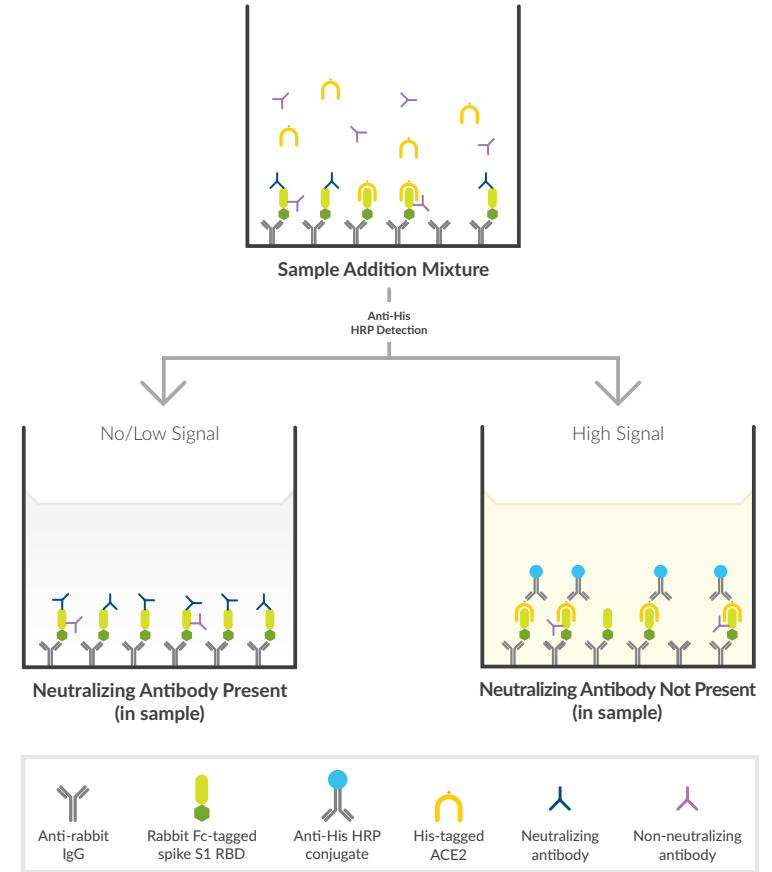 Sample Addition Mixture
Anti-His
HRP Detection
No/Low Signal
High Signal
Neutralizing Antibody Present
(in sample)
Neutralizing Antibody Not Present
(in sample)
Anti-rabbit
IgG
Rabbit Fc-tagged
spike S1 RBD
Anti-His HRP
conjugate
His-tagged
ACE2
Neutralizing
antibody
Non-neutralizing
antibody